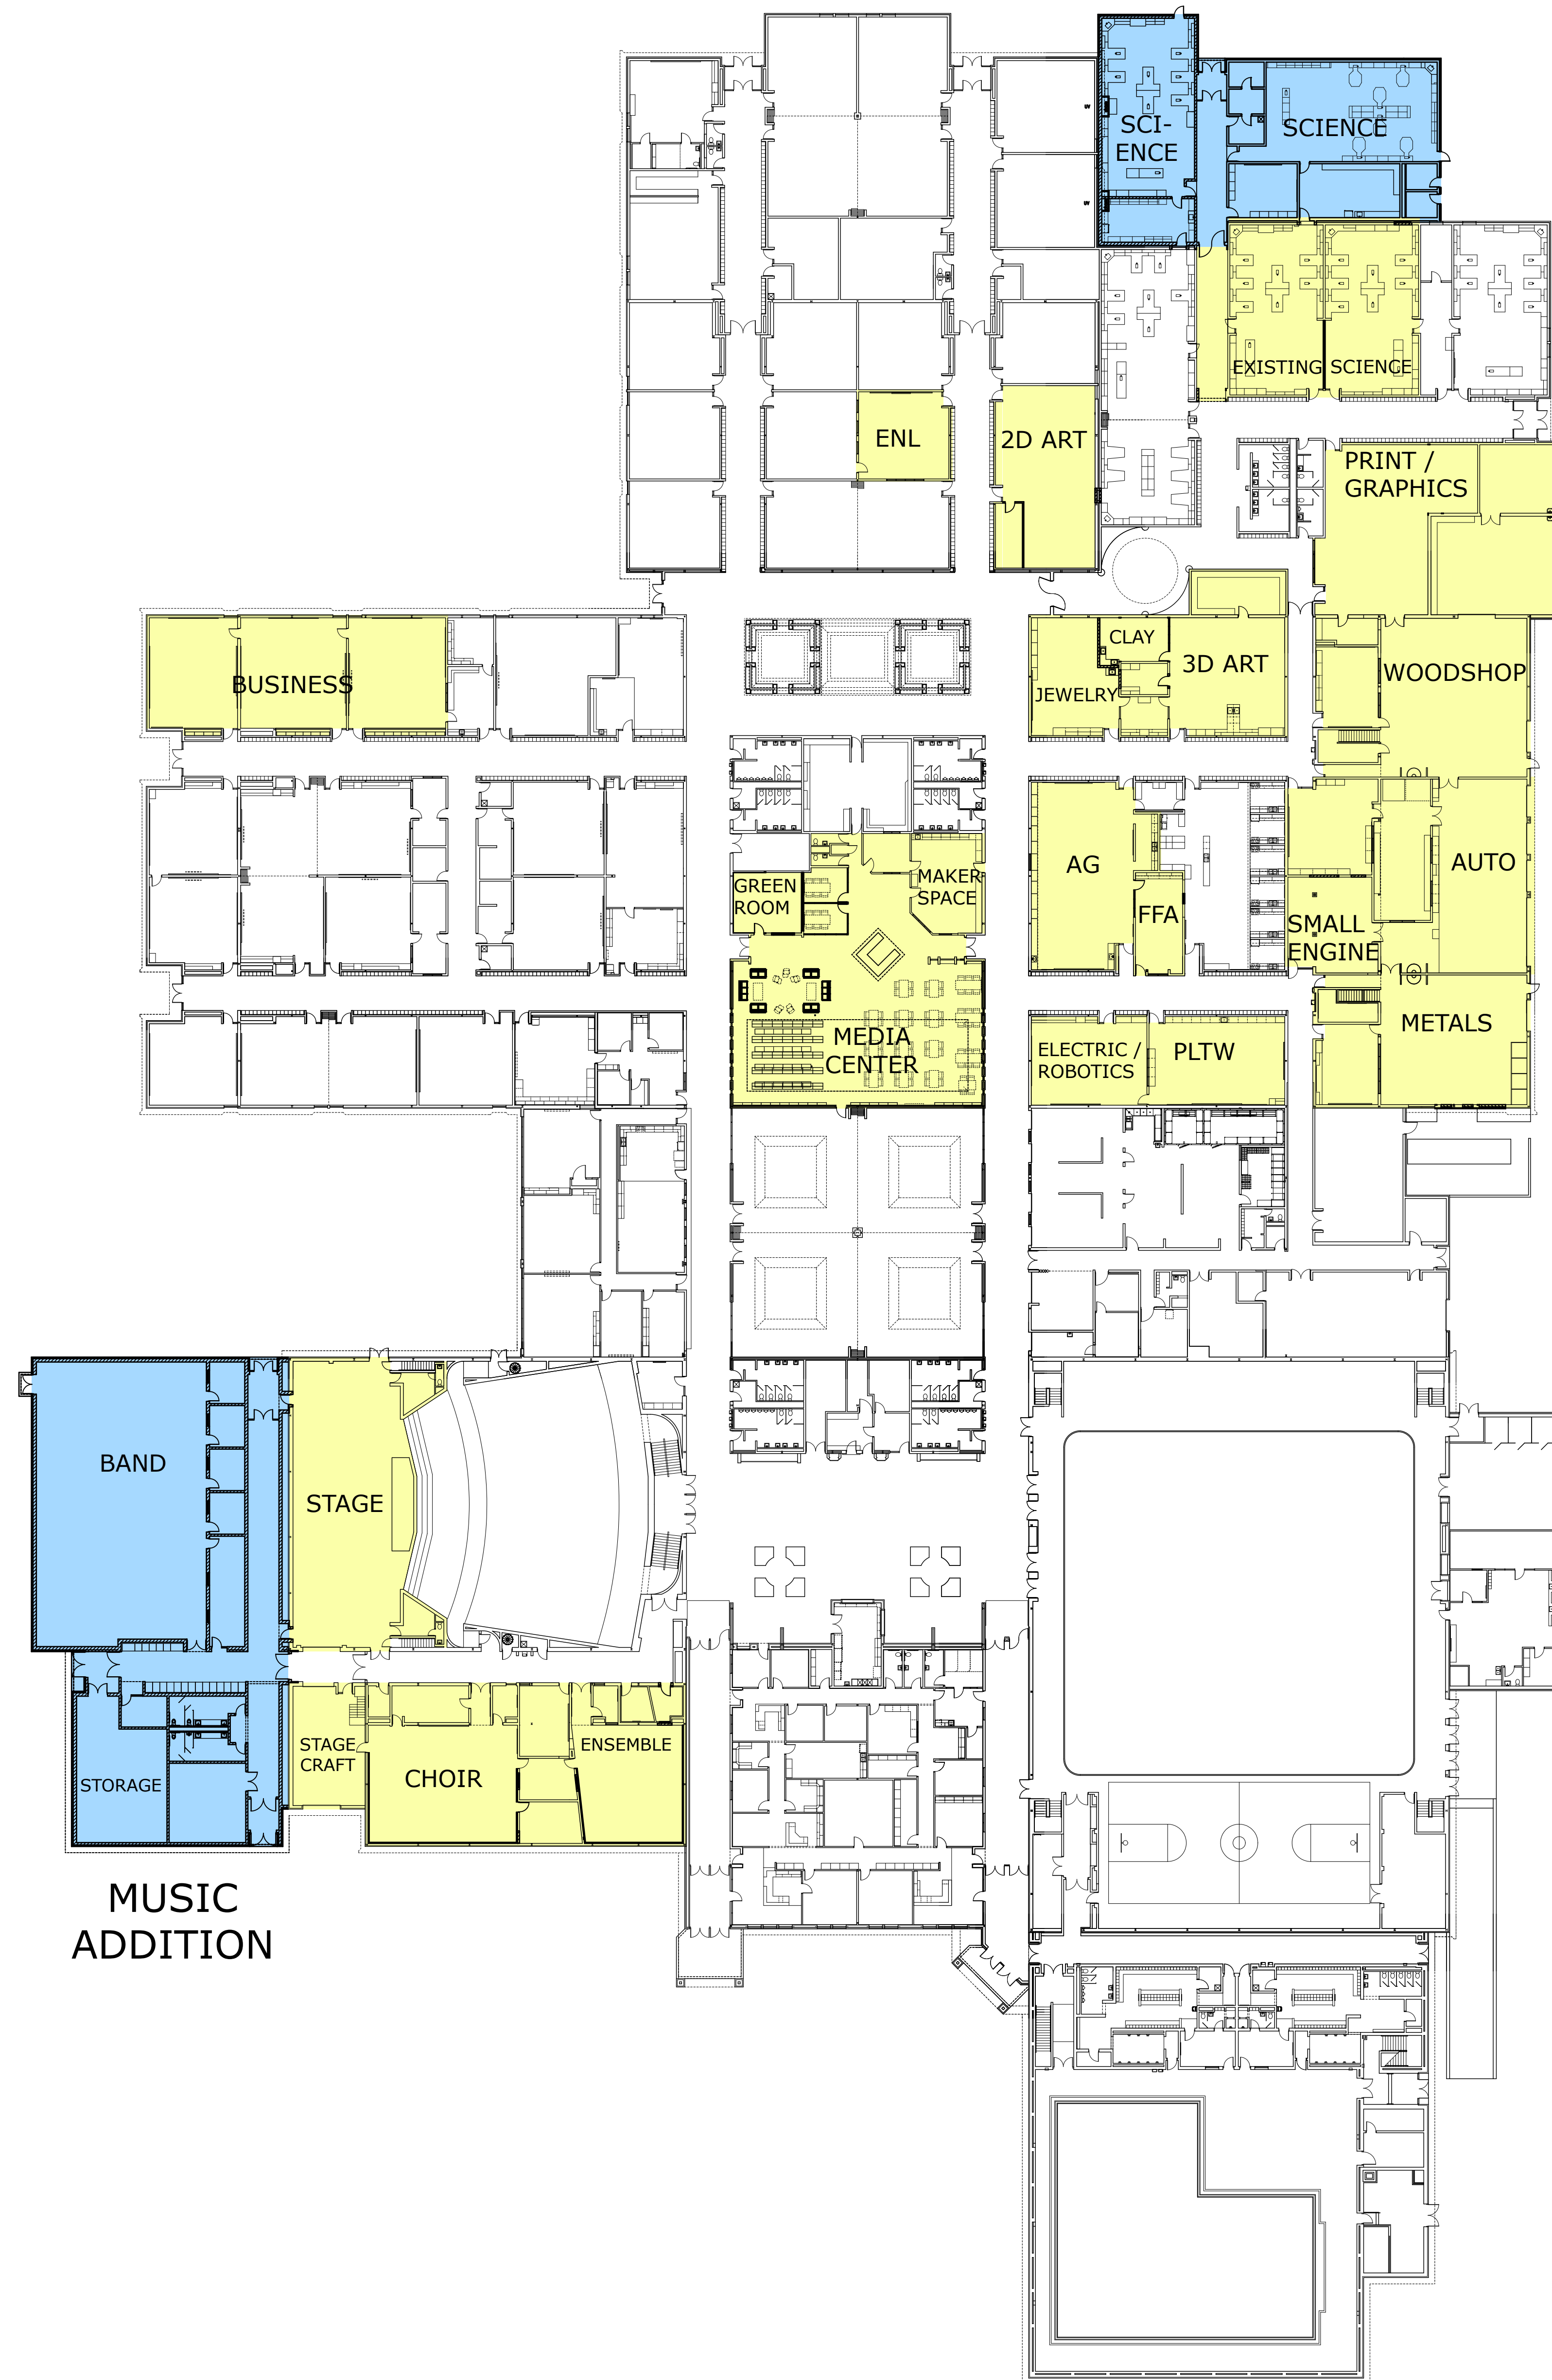 SCI-
ENCE
SCIENCE
UV
UV
EXISTING
SCIENCE
ENL
2D ART
PRINT /
GRAPHICS
BUSINESS
CLAY
3D ART
JEWELRY
WOODSHOP
AG
FFA
AUTO
SMALL
ENGINE
GREEN
ROOM
MAKER
SPACE
MEDIA
CENTER
ELECTRIC /
ROBOTICS
PLTW
METALS
BAND
STAGE
STAGE
CRAFT
CHOIR
ENSEMBLE
STORAGE
MUSIC
ADDITION